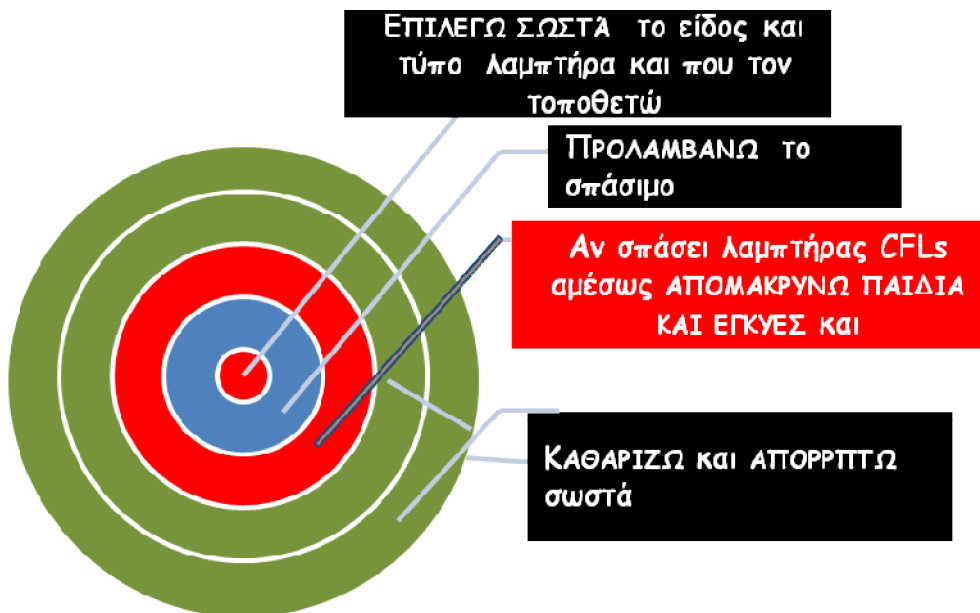 ΕΠΙΛΕΓΩ ΣΩΣΤΆ το είδος και
τύπο λαμπτήρα και που τον
τοποθετώ
ΠΡΟΛΑΜΒΑΝΩ το
σπάσιμο
Αν σπάσει λαμπτήρας CFLs
αμέσως ΑΠΟΜΑΚΡΥΝΩ ΠΑΙΔΙΑ
ΚΑΙ ΕΓΚΥΕΣ και
ΚΑΘΑΡΙΖΩ και ΑΠΟΡΡΠΤΩ
σωστά